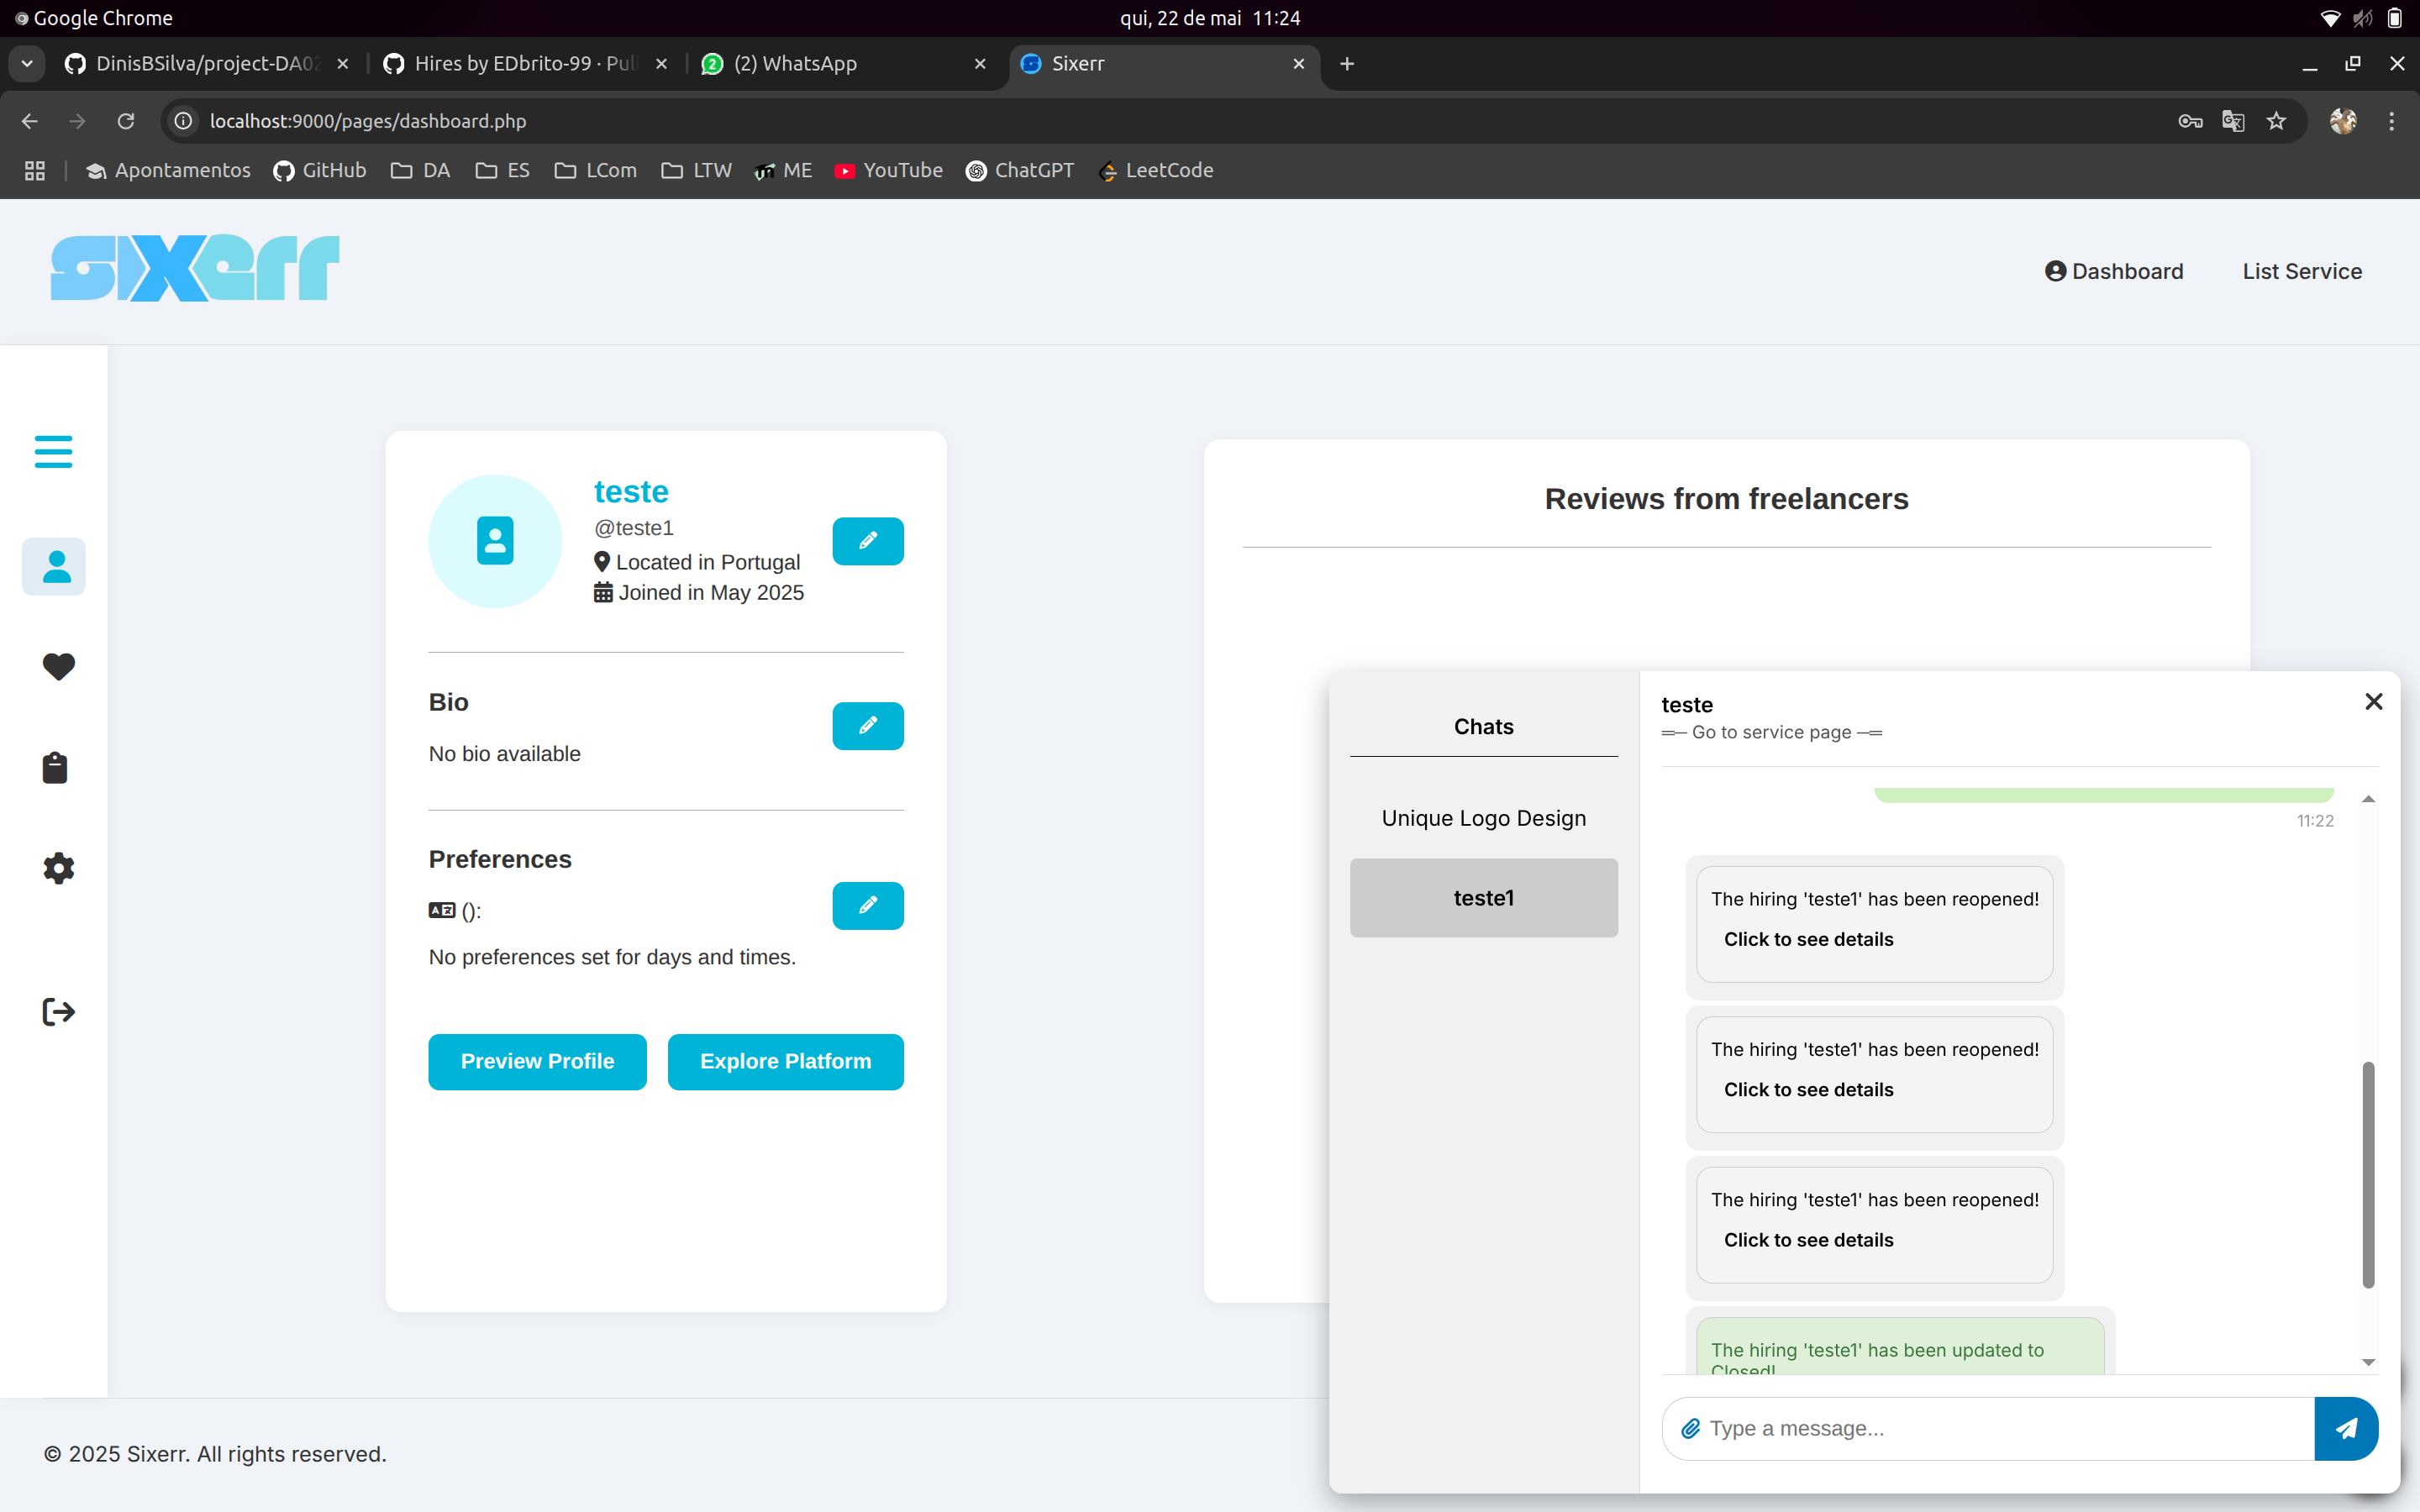 Google Chrome
qui, 22 de mai 11:24
DinisBSilva/project-DA02
Hires by EDbrito-99 · Pull
(2) WhatsApp
Sixerr
localhost:9000/pages/dashboard.php
Apontamentos
GitHub
DA
ES
LCom
LTW
ME
YouTube
ChatGPT
LeetCode
sixerr
Dashboard
List Service
teste
@teste1
Located in Portugal
Joined in May 2025
Bio
No bio available
Preferences
():
No preferences set for days and times.
Preview Profile
Explore Platform
Reviews from freelancers
Chats
Unique Logo Design
teste1
teste
Go to service page
11:22
The hiring 'teste1' has been reopened!
Click to see details
The hiring 'teste1' has been reopened!
Click to see details
The hiring 'teste1' has been reopened!
Click to see details
The hiring 'teste1' has been updated to
Closed!
Type a message...
© 2025 Sixerr. All rights reserved.